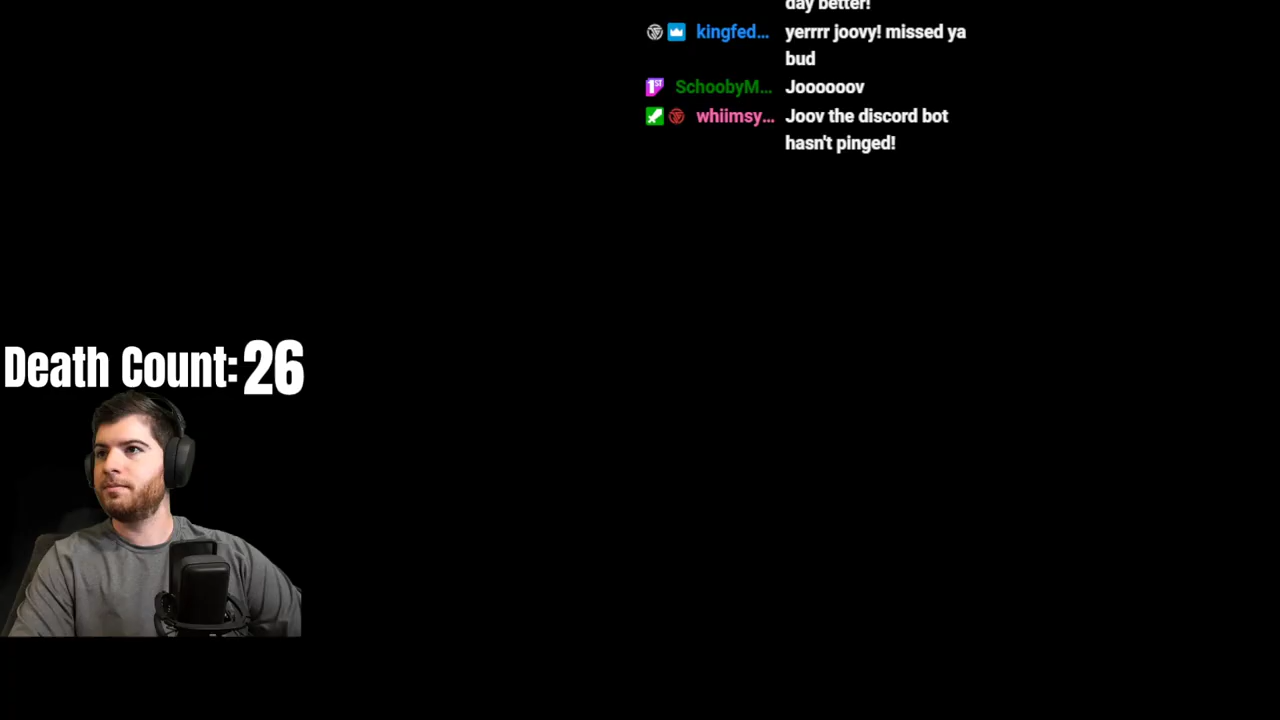 day better!
kingfed… yerrrr joovy! missed ya
bud
1ST SchoobyM… Joooooov
whiimsy… Joov the discord bot
hasn't pinged!
Death Count: 26